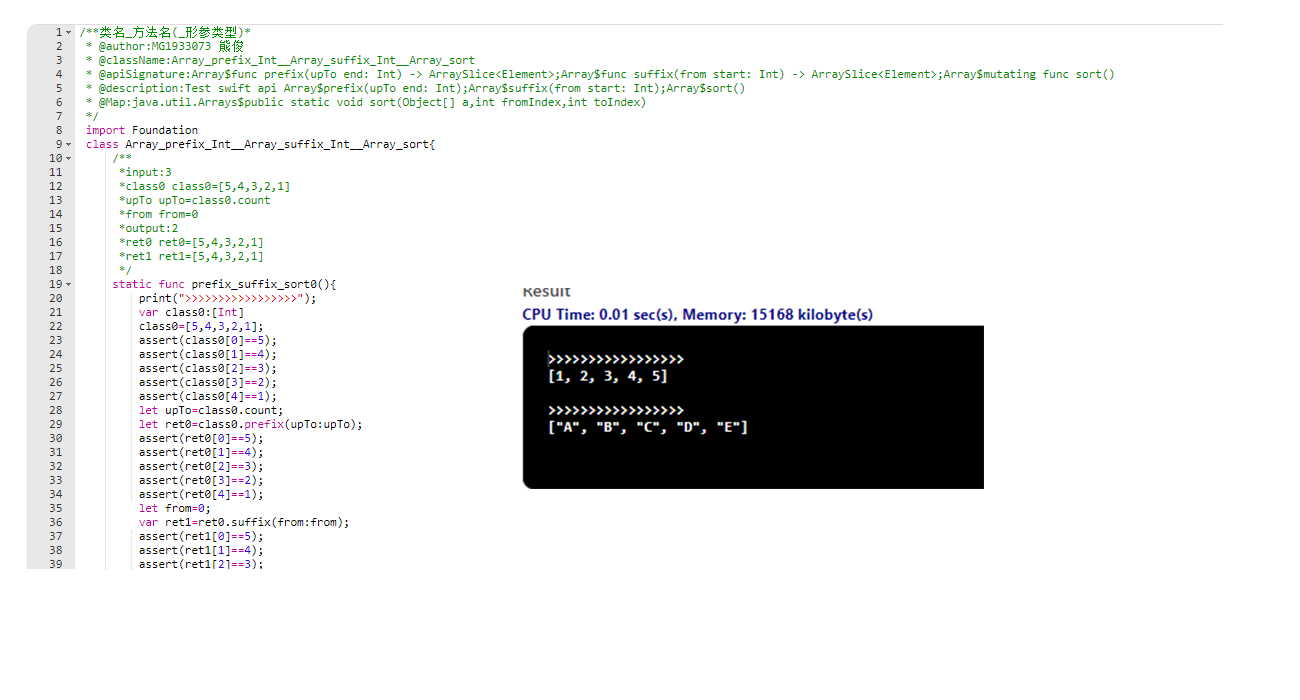 1 /**类名_方法名(_形参类型)*
2 * @author:MG1933073 熊俊
3 * @className:Array_prefix_Int__Array_suffix_Int__Array_sort
4 * @apiSignature:Array$func prefix(upTo end: Int) -> ArraySlice<Element>;Array$func suffix(from start: Int) -> ArraySlice<Element>;Array$mutating func sort()
5 * @description:Test swift api Array$prefix(upTo end: Int);Array$suffix(from start: Int);Array$sort()
6 * @Map:java.util.Arrays$public static void sort(Object[] a,int fromIndex,int toIndex)
7 */
8 import Foundation
9 class Array_prefix_Int__Array_suffix_Int__Array_sort{
10 /**
11 *input:3
12 *class0 class0=[5,4,3,2,1]
13 *upTo upTo=class0.count
14 *from from=0
15 *output:2
16 *ret0 ret0=[5,4,3,2,1]
17 *ret1 ret1=[5,4,3,2,1]
18 */
19 static func prefix_suffix_sort0(){
20 print(">>>>>>>>>>>>>>>>>");
21 var class0:[Int]
22 class0=[5,4,3,2,1];
23 assert(class0[0]==5);
24 assert(class0[1]==4);
25 assert(class0[2]==3);
26 assert(class0[3]==2);
27 assert(class0[4]==1);
28 let upTo=class0.count;
29 let ret0=class0.prefix(upTo:upTo);
30 assert(ret0[0]==5);
31 assert(ret0[1]==4);
32 assert(ret0[2]==3);
33 assert(ret0[3]==2);
34 assert(ret0[4]==1);
35 let from=0;
36 var ret1=ret0.suffix(from:from);
37 assert(ret1[0]==5);
38 assert(ret1[1]==4);
39 assert(ret1[2]==3);
Result
CPU Time: 0.01 sec(s), Memory: 15168 kilobyte(s)
>>>>>>>>>>>>>>>>>
[1, 2, 3, 4, 5]
>>>>>>>>>>>>>>>>>
["A", "B", "C", "D", "E"]